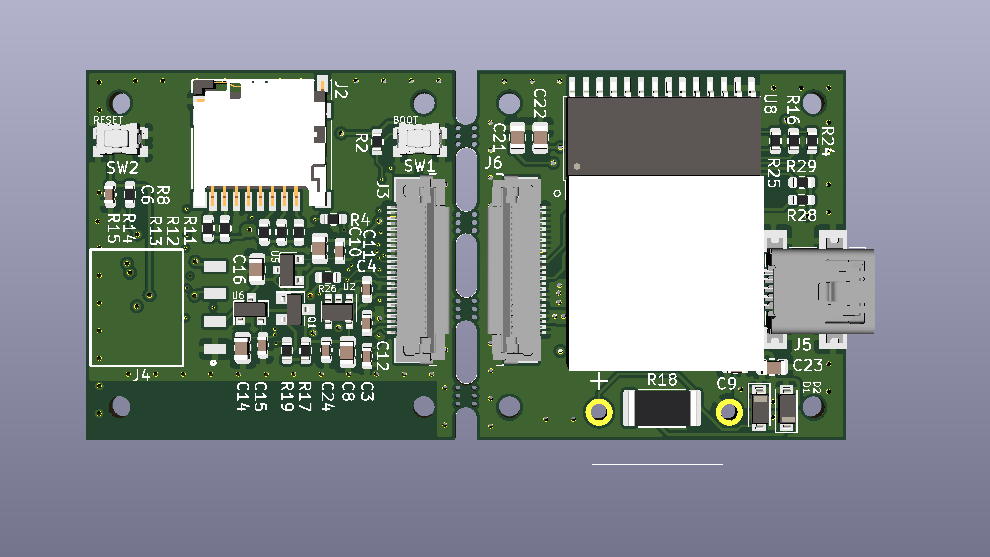 RESET
SW2
C6
R8
R15
R14
R13
R12
R11
J2
R2
BOOT
SW1
J3
R4
C10
C11
C4
C16
Q5
R26
U2
U6
Q1
C12
J4
C14
C15
R19
R17
C24
C8
C3
C22
C21
J6
U8
R16
R24
R25
R29
R28
J5
C23
C9
R18
+
D1
D2